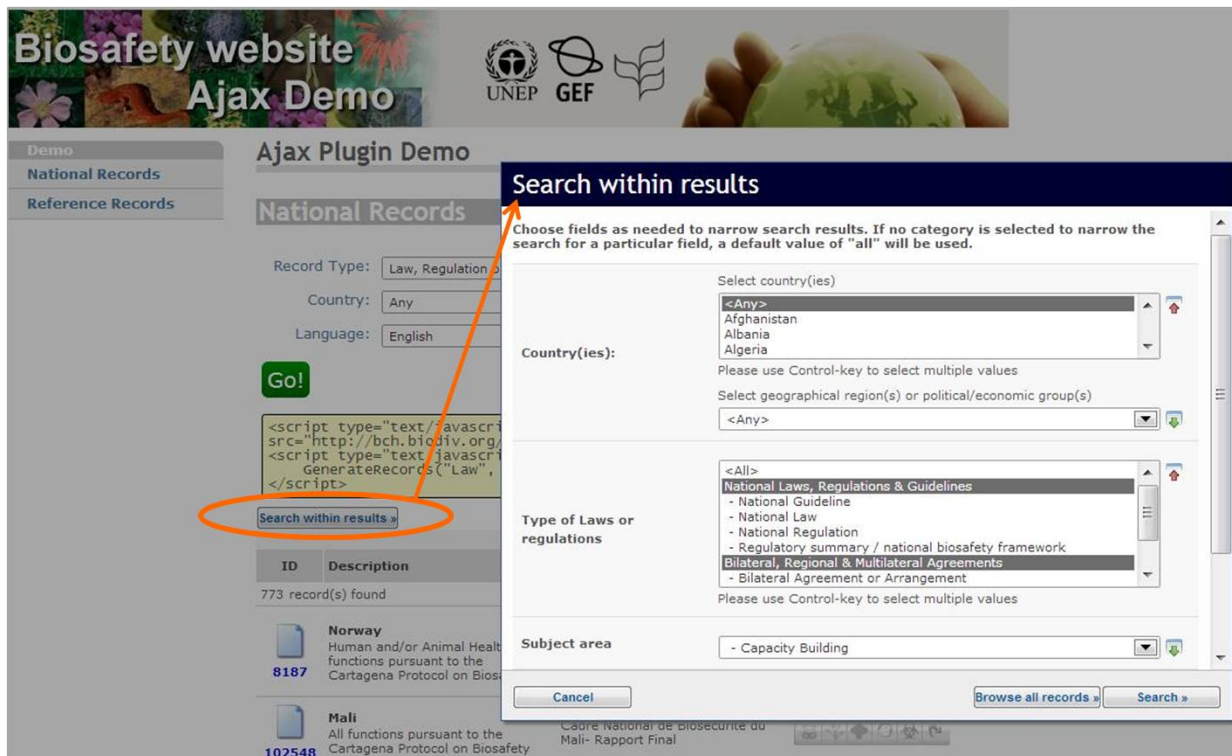 Biosafety website
Ajax Demo
UNEP
GEF
Demo
National Records
Reference Records
Ajax Plugin Demo
National Records
Record Type:
Law, Regulation o
Country:
Any
Language:
English
Go!
<script type="text/javascri
src="http://bch.biodiv.org/
<script type="text/javascri
GenerateRecords("Law",
</script>
Search within results »
ID Description
773 record(s) found
Norway
Human and/or Animal Healt
functions pursuant to the
Cartagena Protocol on Biosa
8187
Mali
All functions pursuant to the
Cartagena Protocol on Biosafety
102548
Cadre National de Biosécurité du
Mali- Rapport Final
Search within results
Choose fields as needed to narrow search results. If no category is selected to narrow the
search for a particular field, a default value of "all" will be used.
Country(ies):
Select country(ies)
<Any>
Afghanistan
Albania
Algeria
Please use Control-key to select multiple values
Select geographical region(s) or political/economic group(s)
<Any>
Type of Laws or
regulations
<All>
National Laws, Regulations & Guidelines
- National Guideline
- National Law
- National Regulation
- Regulatory summary / national biosafety framework
Bilateral, Regional & Multilateral Agreements
- Bilateral Agreement or Arrangement
Please use Control-key to select multiple values
Subject area
- Capacity Building
Cancel
Browse all records »
Search »